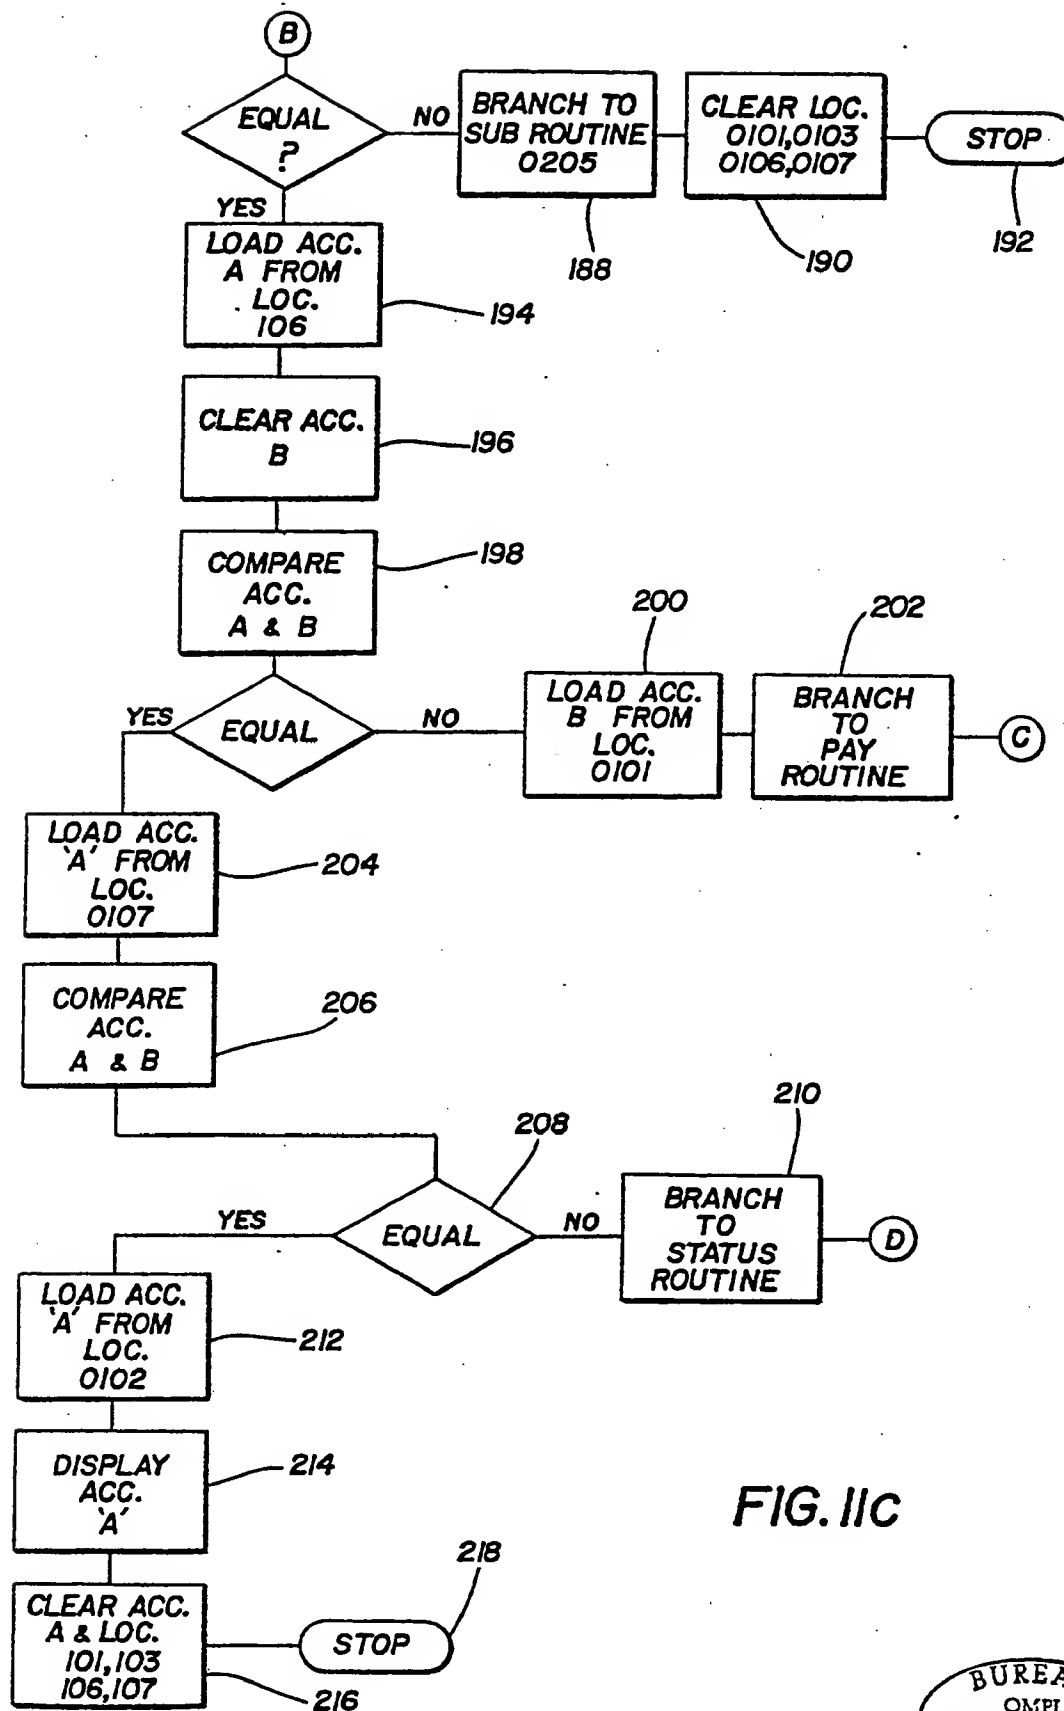 B
EQUAL
?
NO
BRANCH TO
SUB ROUTINE
0205
CLEAR LOC.
0101,0103
0106,0107
STOP
188
190
192
YES
LOAD ACC.
A FROM
LOC.
106
194
CLEAR ACC.
B
196
COMPARE
ACC.
A & B
198
EQUAL
YES
NO
200
LOAD ACC.
B FROM
LOC.
0101
202
BRANCH
TO
PAY
ROUTINE
C
LOAD ACC.
'A' FROM
LOC.
0107
204
COMPARE
ACC.
A & B
206
208
EQUAL
YES
NO
210
BRANCH
TO
STATUS
ROUTINE
D
LOAD ACC.
'A' FROM
LOC.
0102
212
DISPLAY
ACC.
'A'
214
CLEAR ACC.
A & LOC.
101,103
106,107
216
STOP
218
FIG. 11C